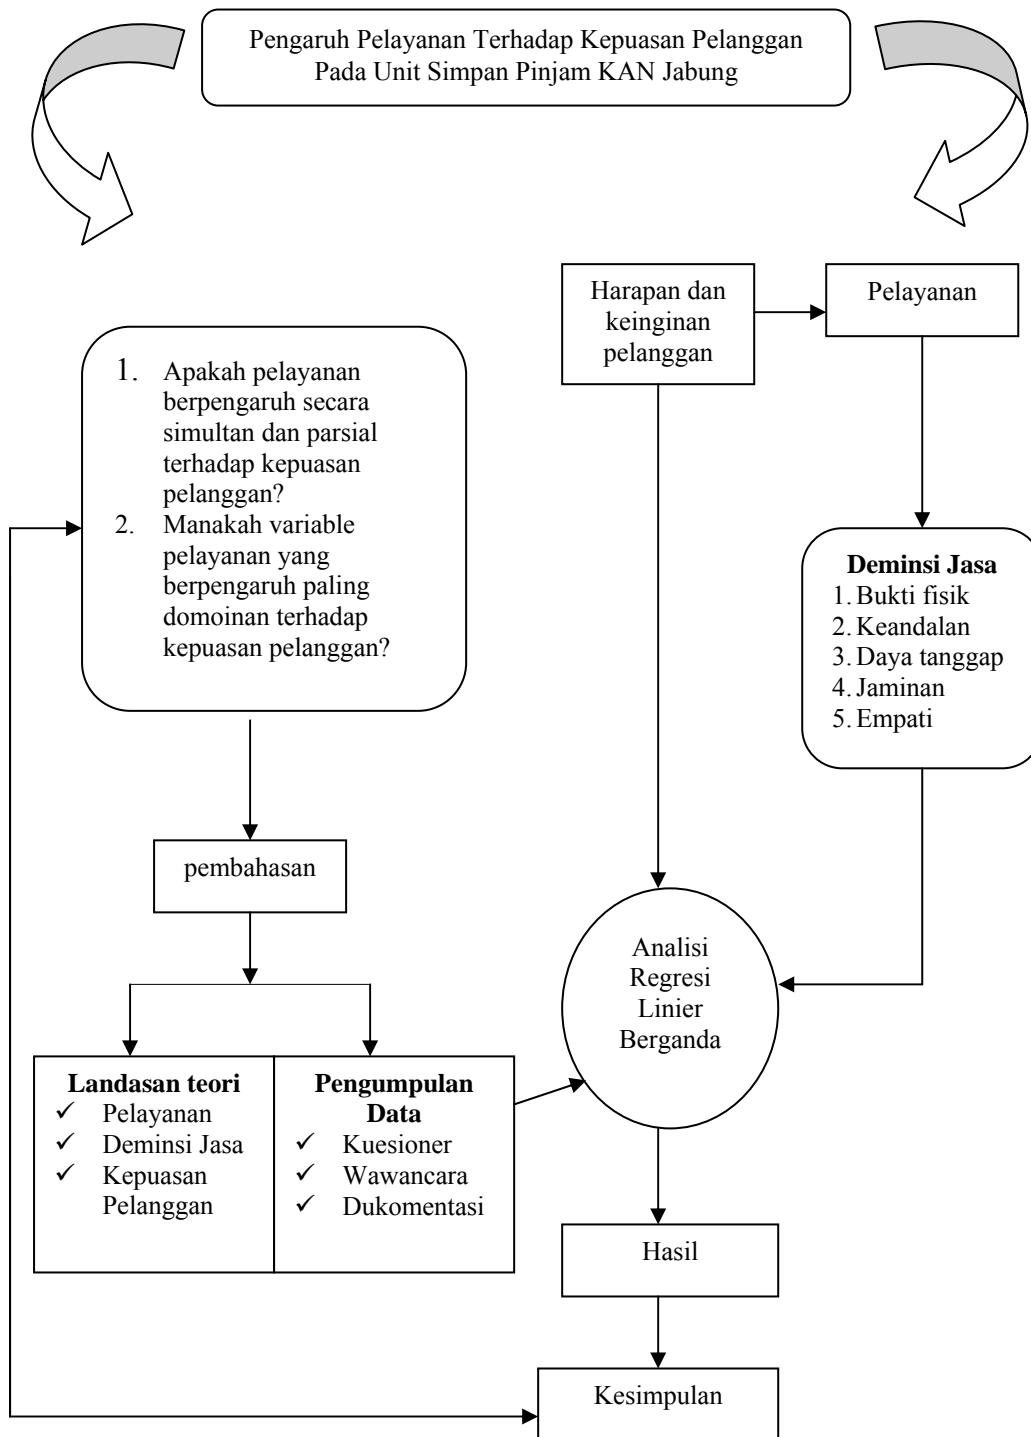 Pengaruh Pelayanan Terhadap Kepuasan Pelanggan
Pada Unit Simpan Pinjam KAN Jabung
Harapan dan
keinginan
pelanggan
Pelayanan
1. Apakah pelayanan
berpengaruh secara
simultan dan parsial
terhadap kepuasan
pelanggan?
2. Manakah variable
pelayanan yang
berpengaruh paling
domoinan terhadap
kepuasan pelanggan?
Deminsi Jasa
1. Bukti fisik
2. Keandalan
3. Daya tanggap
4. Jaminan
5. Empati
pembahasan
Analisi
Regresi
Linier
Berganda
Landasan teori
✓ Pelayanan
✓ Deminsi Jasa
✓ Kepuasan
Pelanggan
Pengumpulan
Data
✓ Kuesioner
✓ Wawancara
✓ Dukomentasi
Hasil
Kesimpulan